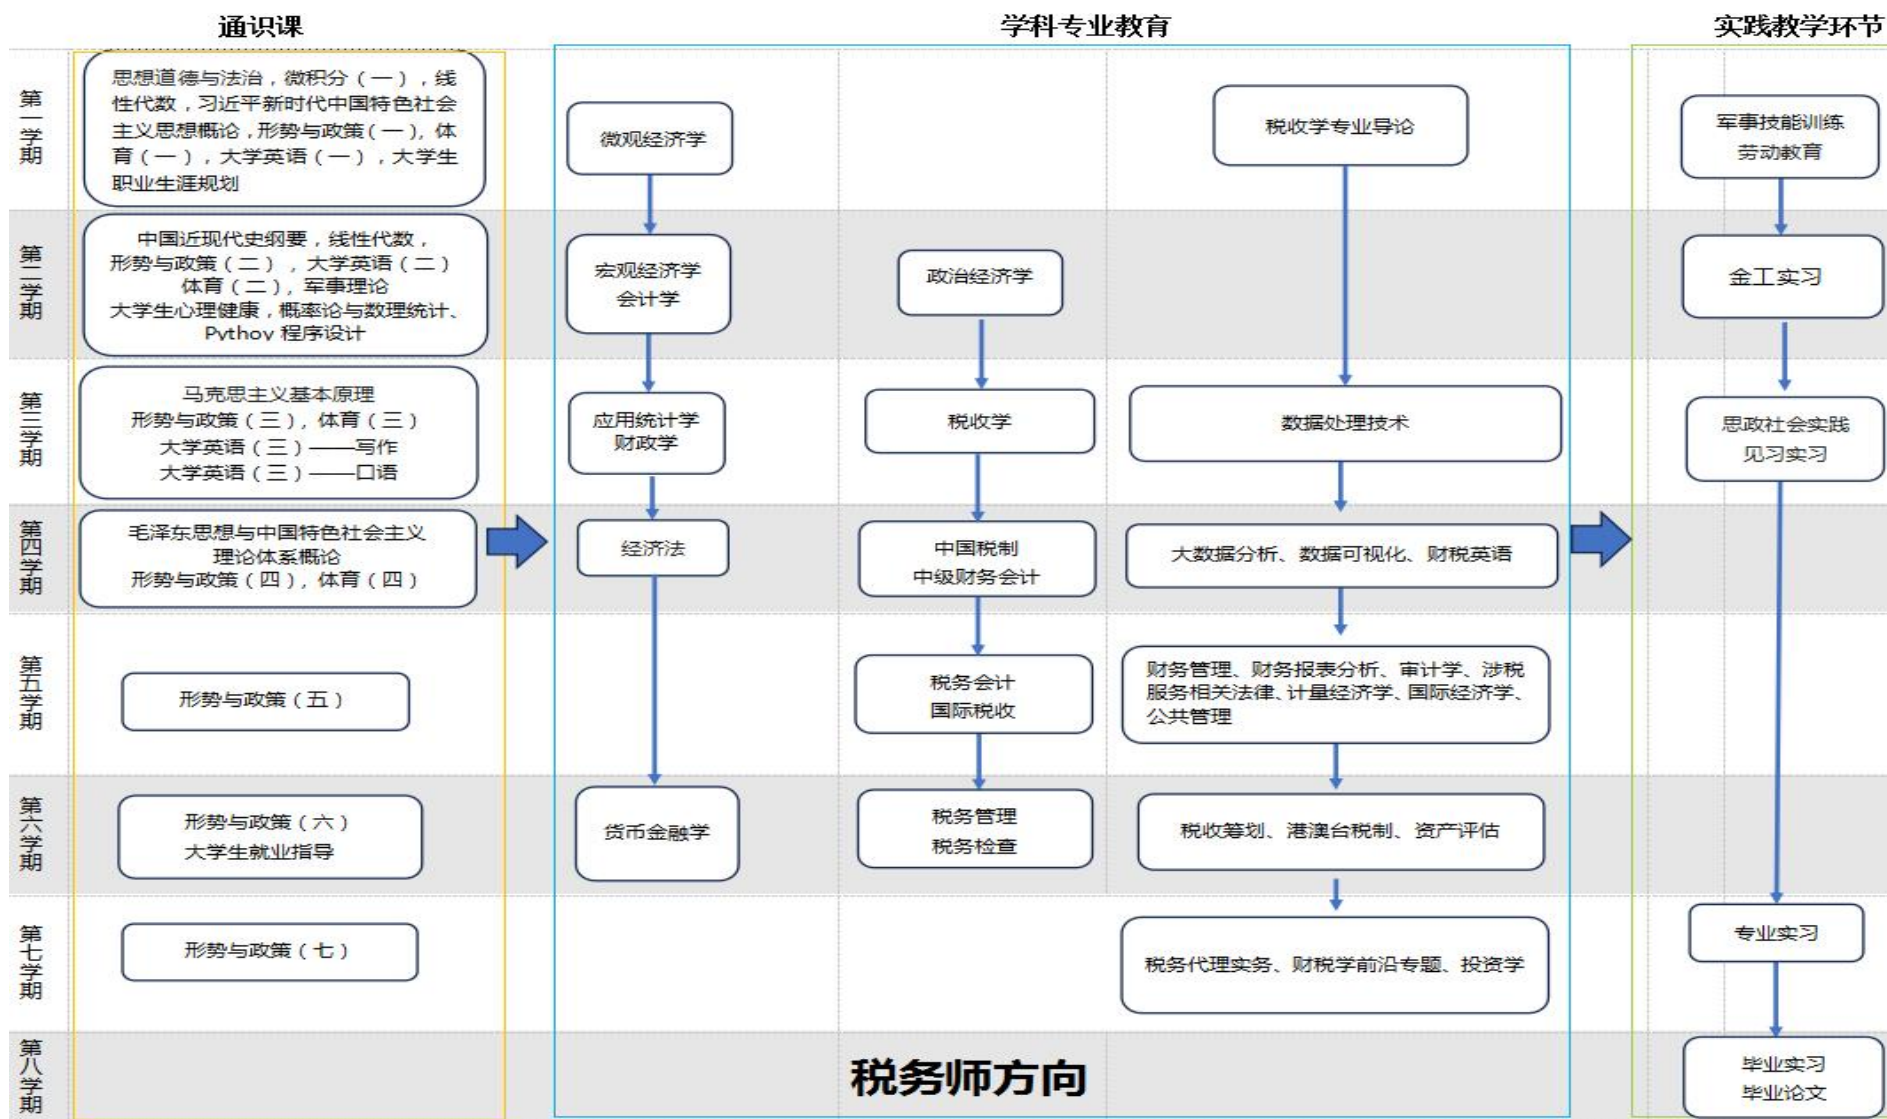 通识课
学科专业教育
实践教学环节
第一学期
思想道德与法治，微积分（一），线
性代数，习近平新时代中国特色社会
主义思想概论，形势与政策（一），体
育（一），大学英语（一），大学生
职业生涯规划
微观经济学
税收学专业导论
军事技能训练
劳动教育
第二学期
中国近现代史纲要，线性代数，
形势与政策（二），大学英语（二）
体育（二），军事理论
大学生心理健康，概率论与数理统计、
Pythov 程序设计
宏观经济学
会计学
政治经济学
金工实习
第三学期
马克思主义基本原理
形势与政策（三），体育（三）
大学英语（三）——写作
大学英语（三）——口语
应用统计学
财政学
税收学
数据处理技术
思政社会实践
见习实习
第四学期
毛泽东思想与中国特色社会主义
理论体系概论
形势与政策（四），体育（四）
经济法
中国税制
中级财务会计
大数据分析、数据可视化、财税英语
第五学期
形势与政策（五）
税务会计
国际税收
财务管理、财务报表分析、审计学、涉税
服务相关法律、计量经济学、国际经济学、
公共管理
第六学期
形势与政策（六）
大学生就业指导
货币金融学
税务管理
税务检查
税收筹划、港澳台税制、资产评估
第七学期
形势与政策（七）
税务代理实务、财税学前沿专题、投资学
专业实习
第八学期
税务师方向
毕业实习
毕业论文